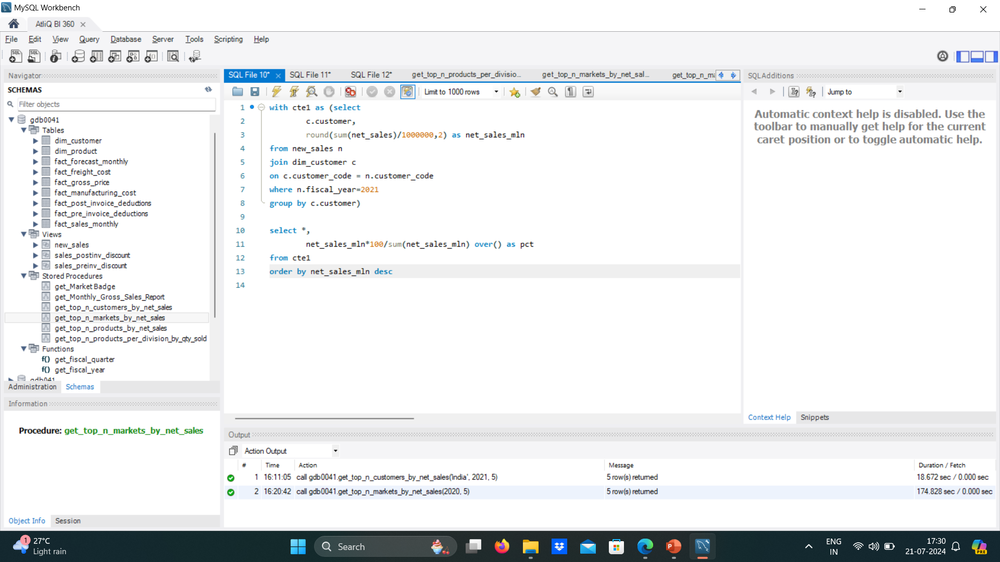 MySQL Workbench
AtliQ BI 360
File Edit View Query Database Server Tools Scripting Help
Navigator
SCHEMAS
Filter objects
gdb0041
Tables
dim_customer
dim_product
fact_forecast_monthly
fact_freight_cost
fact_gross_price
fact_manufacturing_cost
fact_post_invoice_deductions
fact_pre_invoice_deductions
fact_sales_monthly
Views
new_sales
sales_postinv_discount
sales_preinv_discount
Stored Procedures
get_Market Badge
get_Monthly_Gross_Sales_Report
get_top_n_customers_by_net_sales
get_top_n_markets_by_net_sales
get_top_n_products_by_net_sales
get_top_n_products_per_division_by_qty_sold
Functions
f() get_fiscal_quarter
f() get_fiscal_year
gdb041
Administration Schemas
Information
Procedure: get_top_n_markets_by_net_sales
Object Info Session
SQL File 10* SQL File 11* SQL File 12* get_top_n_products_per_divisio... get_top_n_markets_by_net_sal... get_top_n_ma
Limit to 1000 rows
1 with cte1 as (select
2 c.customer,
3 round(sum(net_sales)/1000000,2) as net_sales_mln
4 from new_sales n
5 join dim_customer c
6 on c.customer_code = n.customer_code
7 where n.fiscal_year=2021
8 group by c.customer)
9
10 select *,
11 net_sales_mln*100/sum(net_sales_mln) over() as pct
12 from cte1
13 order by net_sales_mln desc
14
SQLAdditions
Jump to
Automatic context help is disabled. Use the
toolbar to manually get help for the current
caret position or to toggle automatic help.
Context Help Snippets
Output
Action Output
# Time Action Message Duration / Fetch
1 16:11:05 call gdb0041.get_top_n_customers_by_net_sales('india', 2021, 5) 5 row(s) returned 18.672 sec / 0.000 sec
2 16:20:42 call gdb0041.get_top_n_markets_by_net_sales(2020, 5) 5 row(s) returned 174.828 sec / 0.000 sec
1
27°C
Light rain
Search
ENG
IN
17:30
21-07-2024
PRE